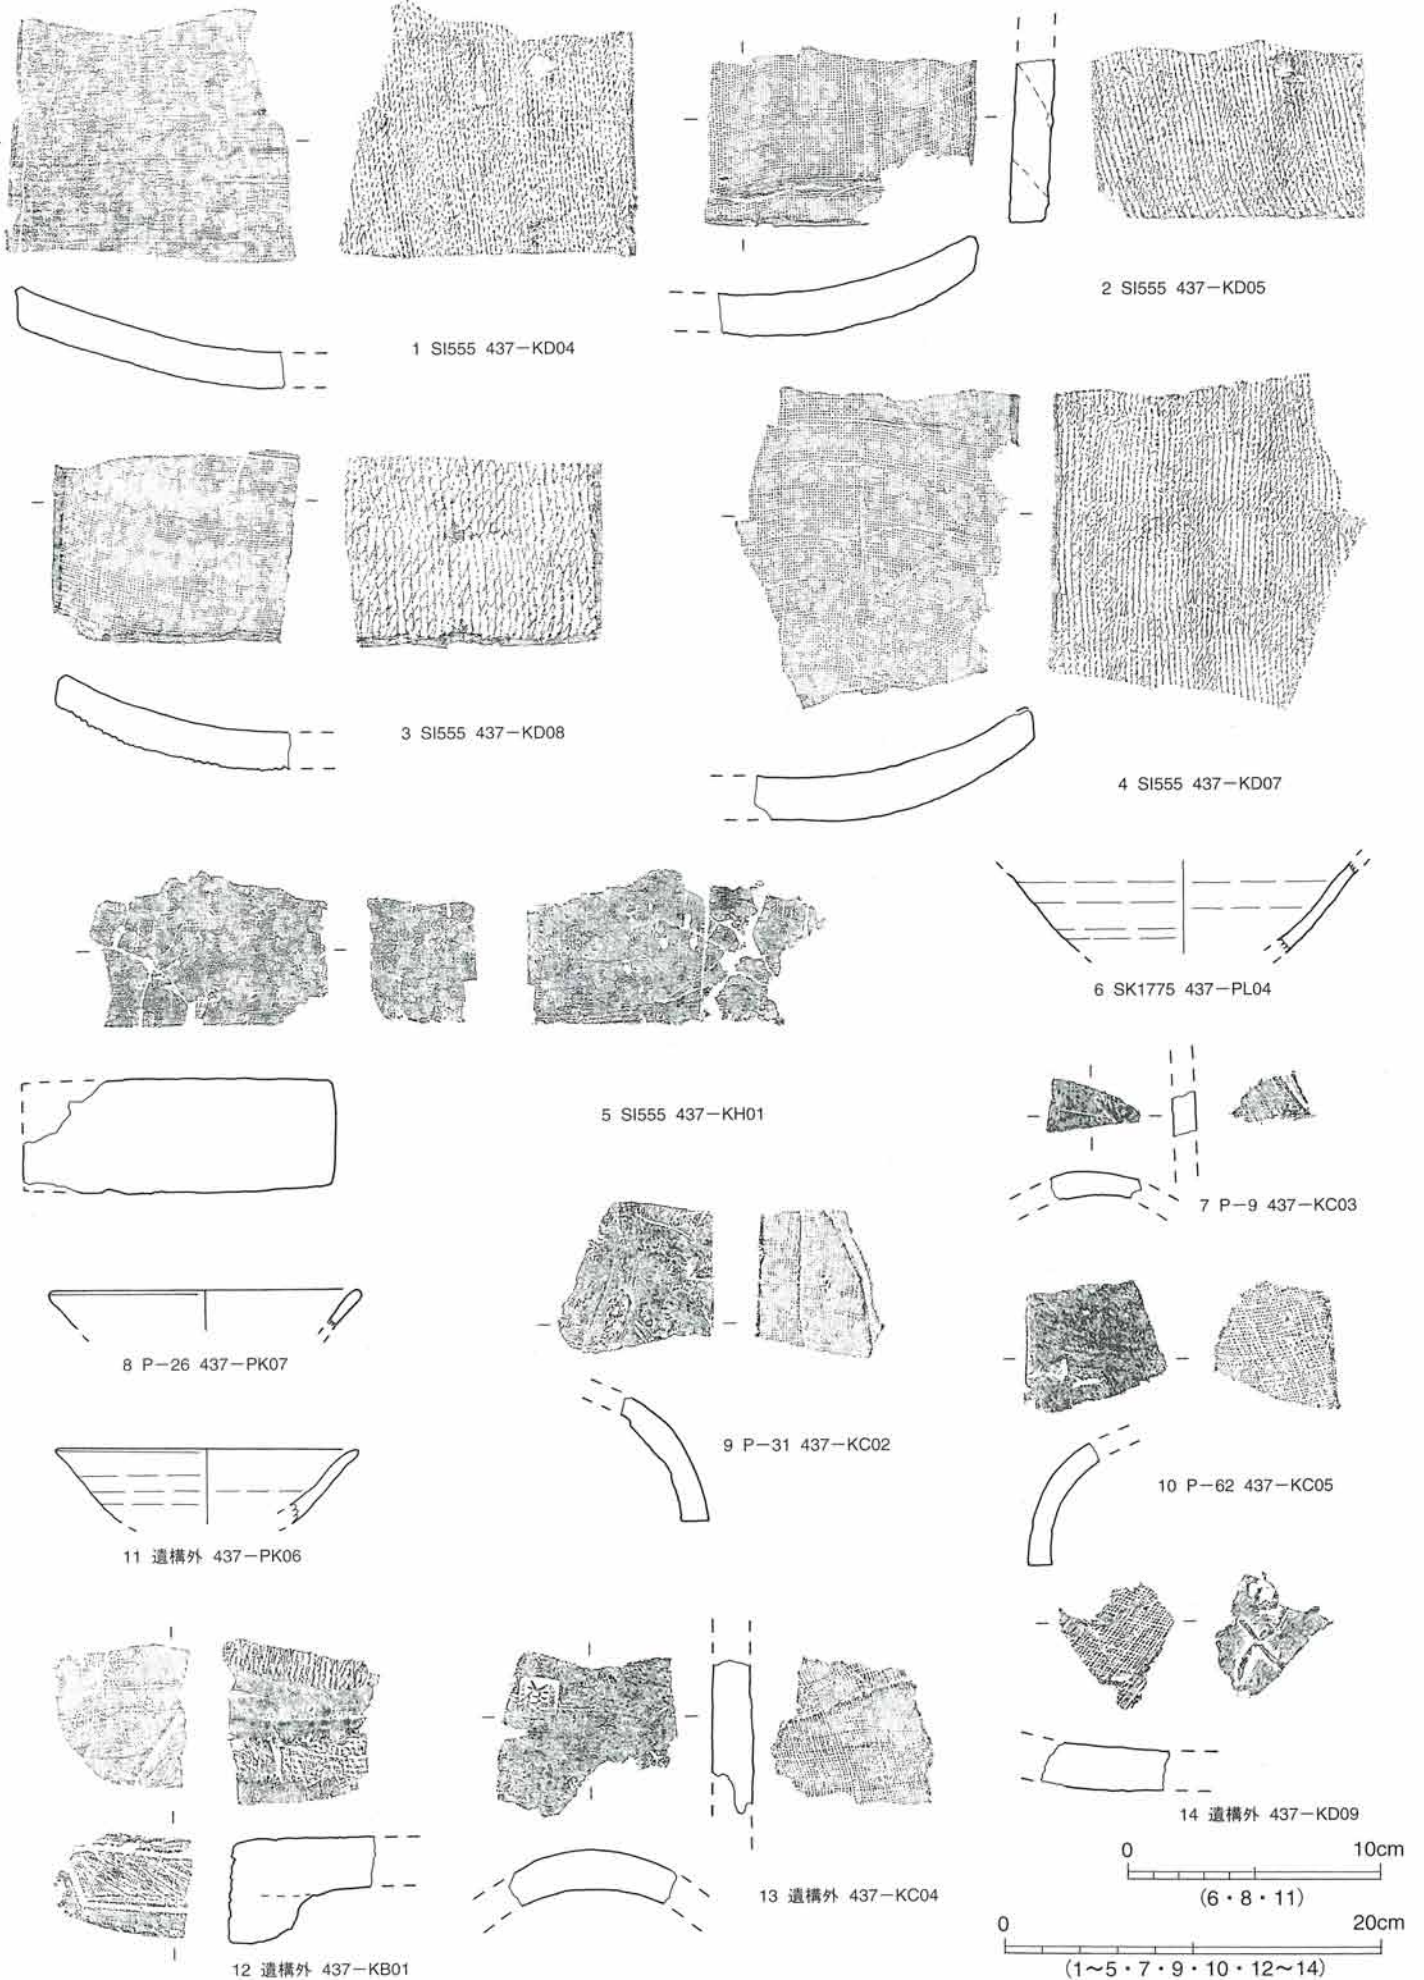 1 SI555 437－KD04
2 SI555 437－KD05
3 SI555 437－KD08
4 SI555 437－KD07
5 SI555 437－KH01
6 SK1775 437－PL04
7 P－9 437－KC03
8 P－26 437－PK07
9 P－31 437－KC02
10 P－62 437－KC05
11 遺構外 437－PK06
12 遺構外 437－KB01
13 遺構外 437－KC04
14 遺構外 437－KD09
0 10cm
(6・8・11)
0 20cm
(1～5・7・9・10・12～14)